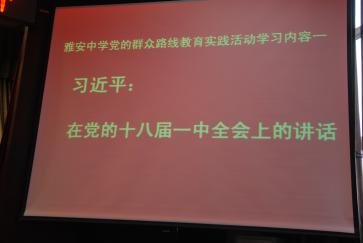 雅安中学党的群众路线教育实践活动学习内容一
习近平：
在党的十八届一中全会上的讲话